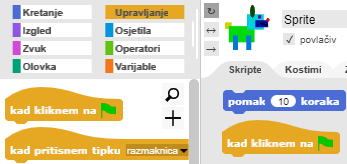 Kretanje Upravljanje
Izgled Osjetila
Zvuk Operatori
Olovka Varijable
kad kliknem na
kad pritisnem tipku razmaknica
Sprite
povlačiv
Skripte Kostimi
pomak 10 koraka
kad kliknem na